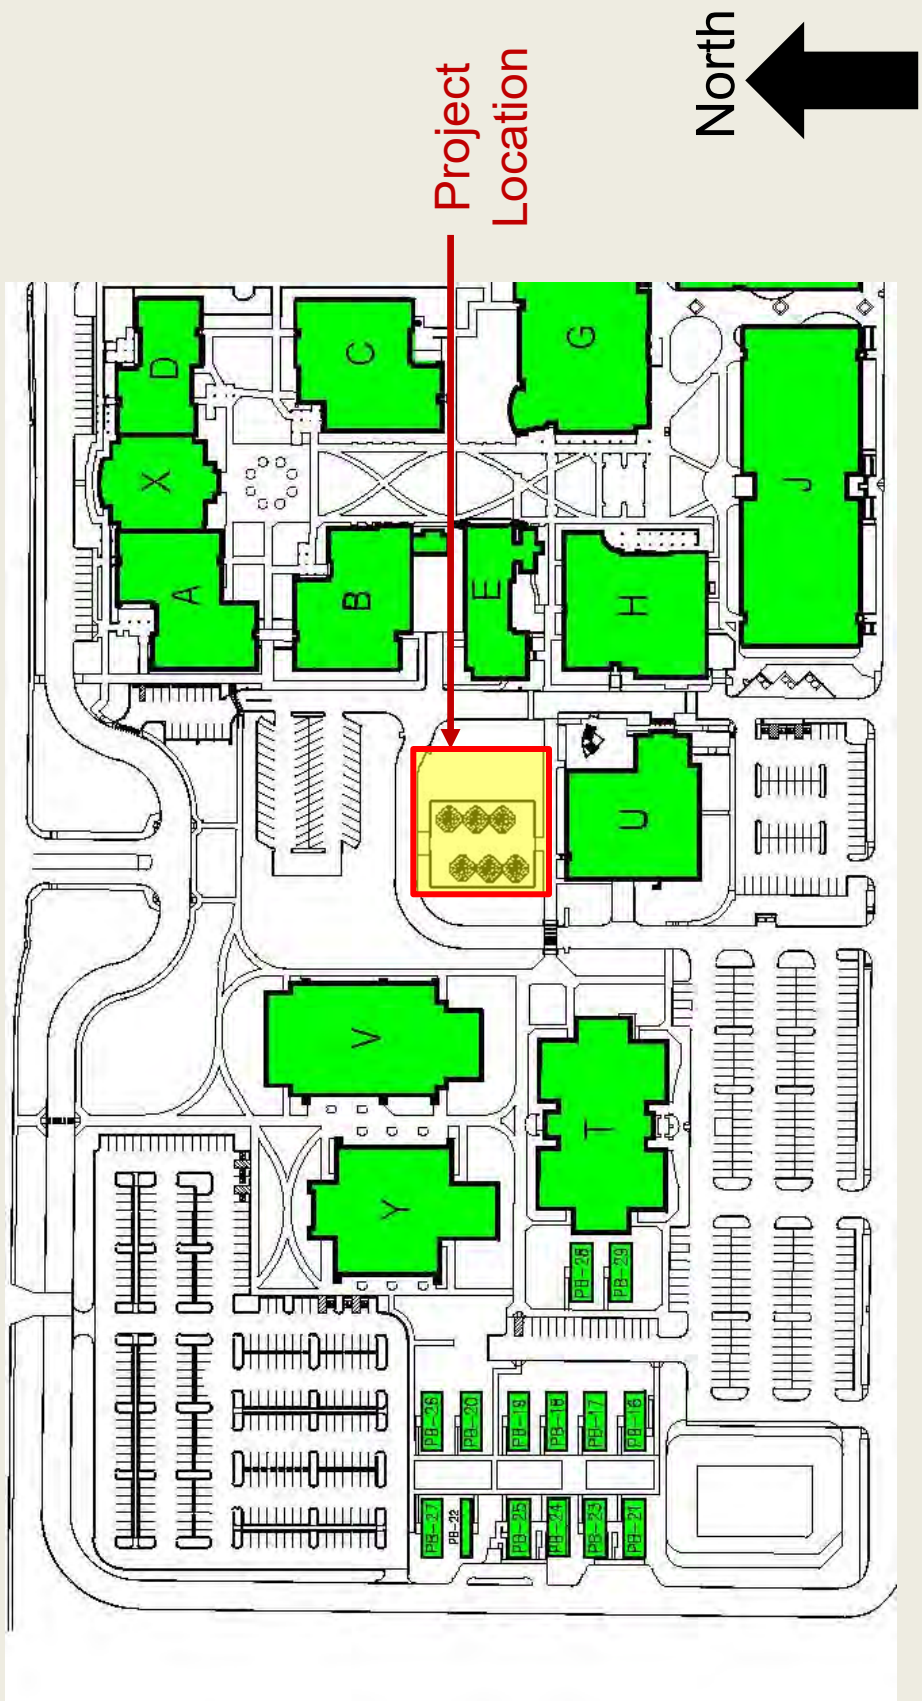 A
X
D
Y
V
B
C
E
G
Project
Location
PB-27
PB-26
PB-22
PB-20
PB-25
PB-19
PB-24
PB-18
PB-23
PB-17
PB-21
PB-16
PB-28
PB-29
T
U
H
J
North